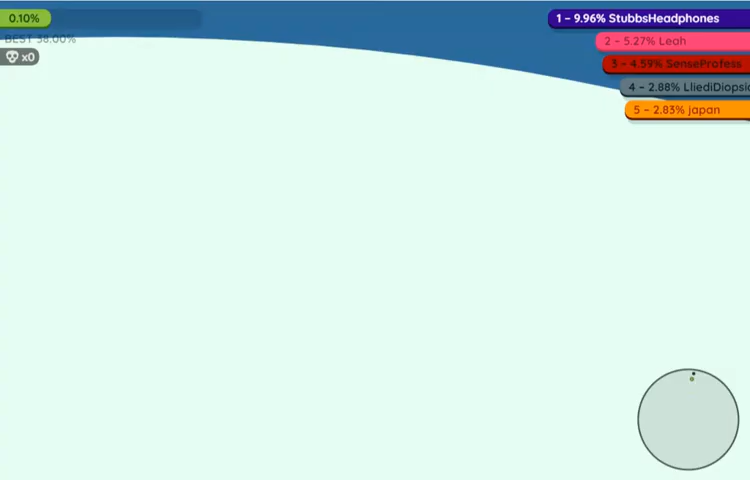 0.10%
BEST 38.00%
x0
1 – 9.96% StubbsHeadphones
2 – 5.27% Leah
3 – 4.59% SenseProfess
4 – 2.88% LliediDiopsid
5 – 2.83% japan